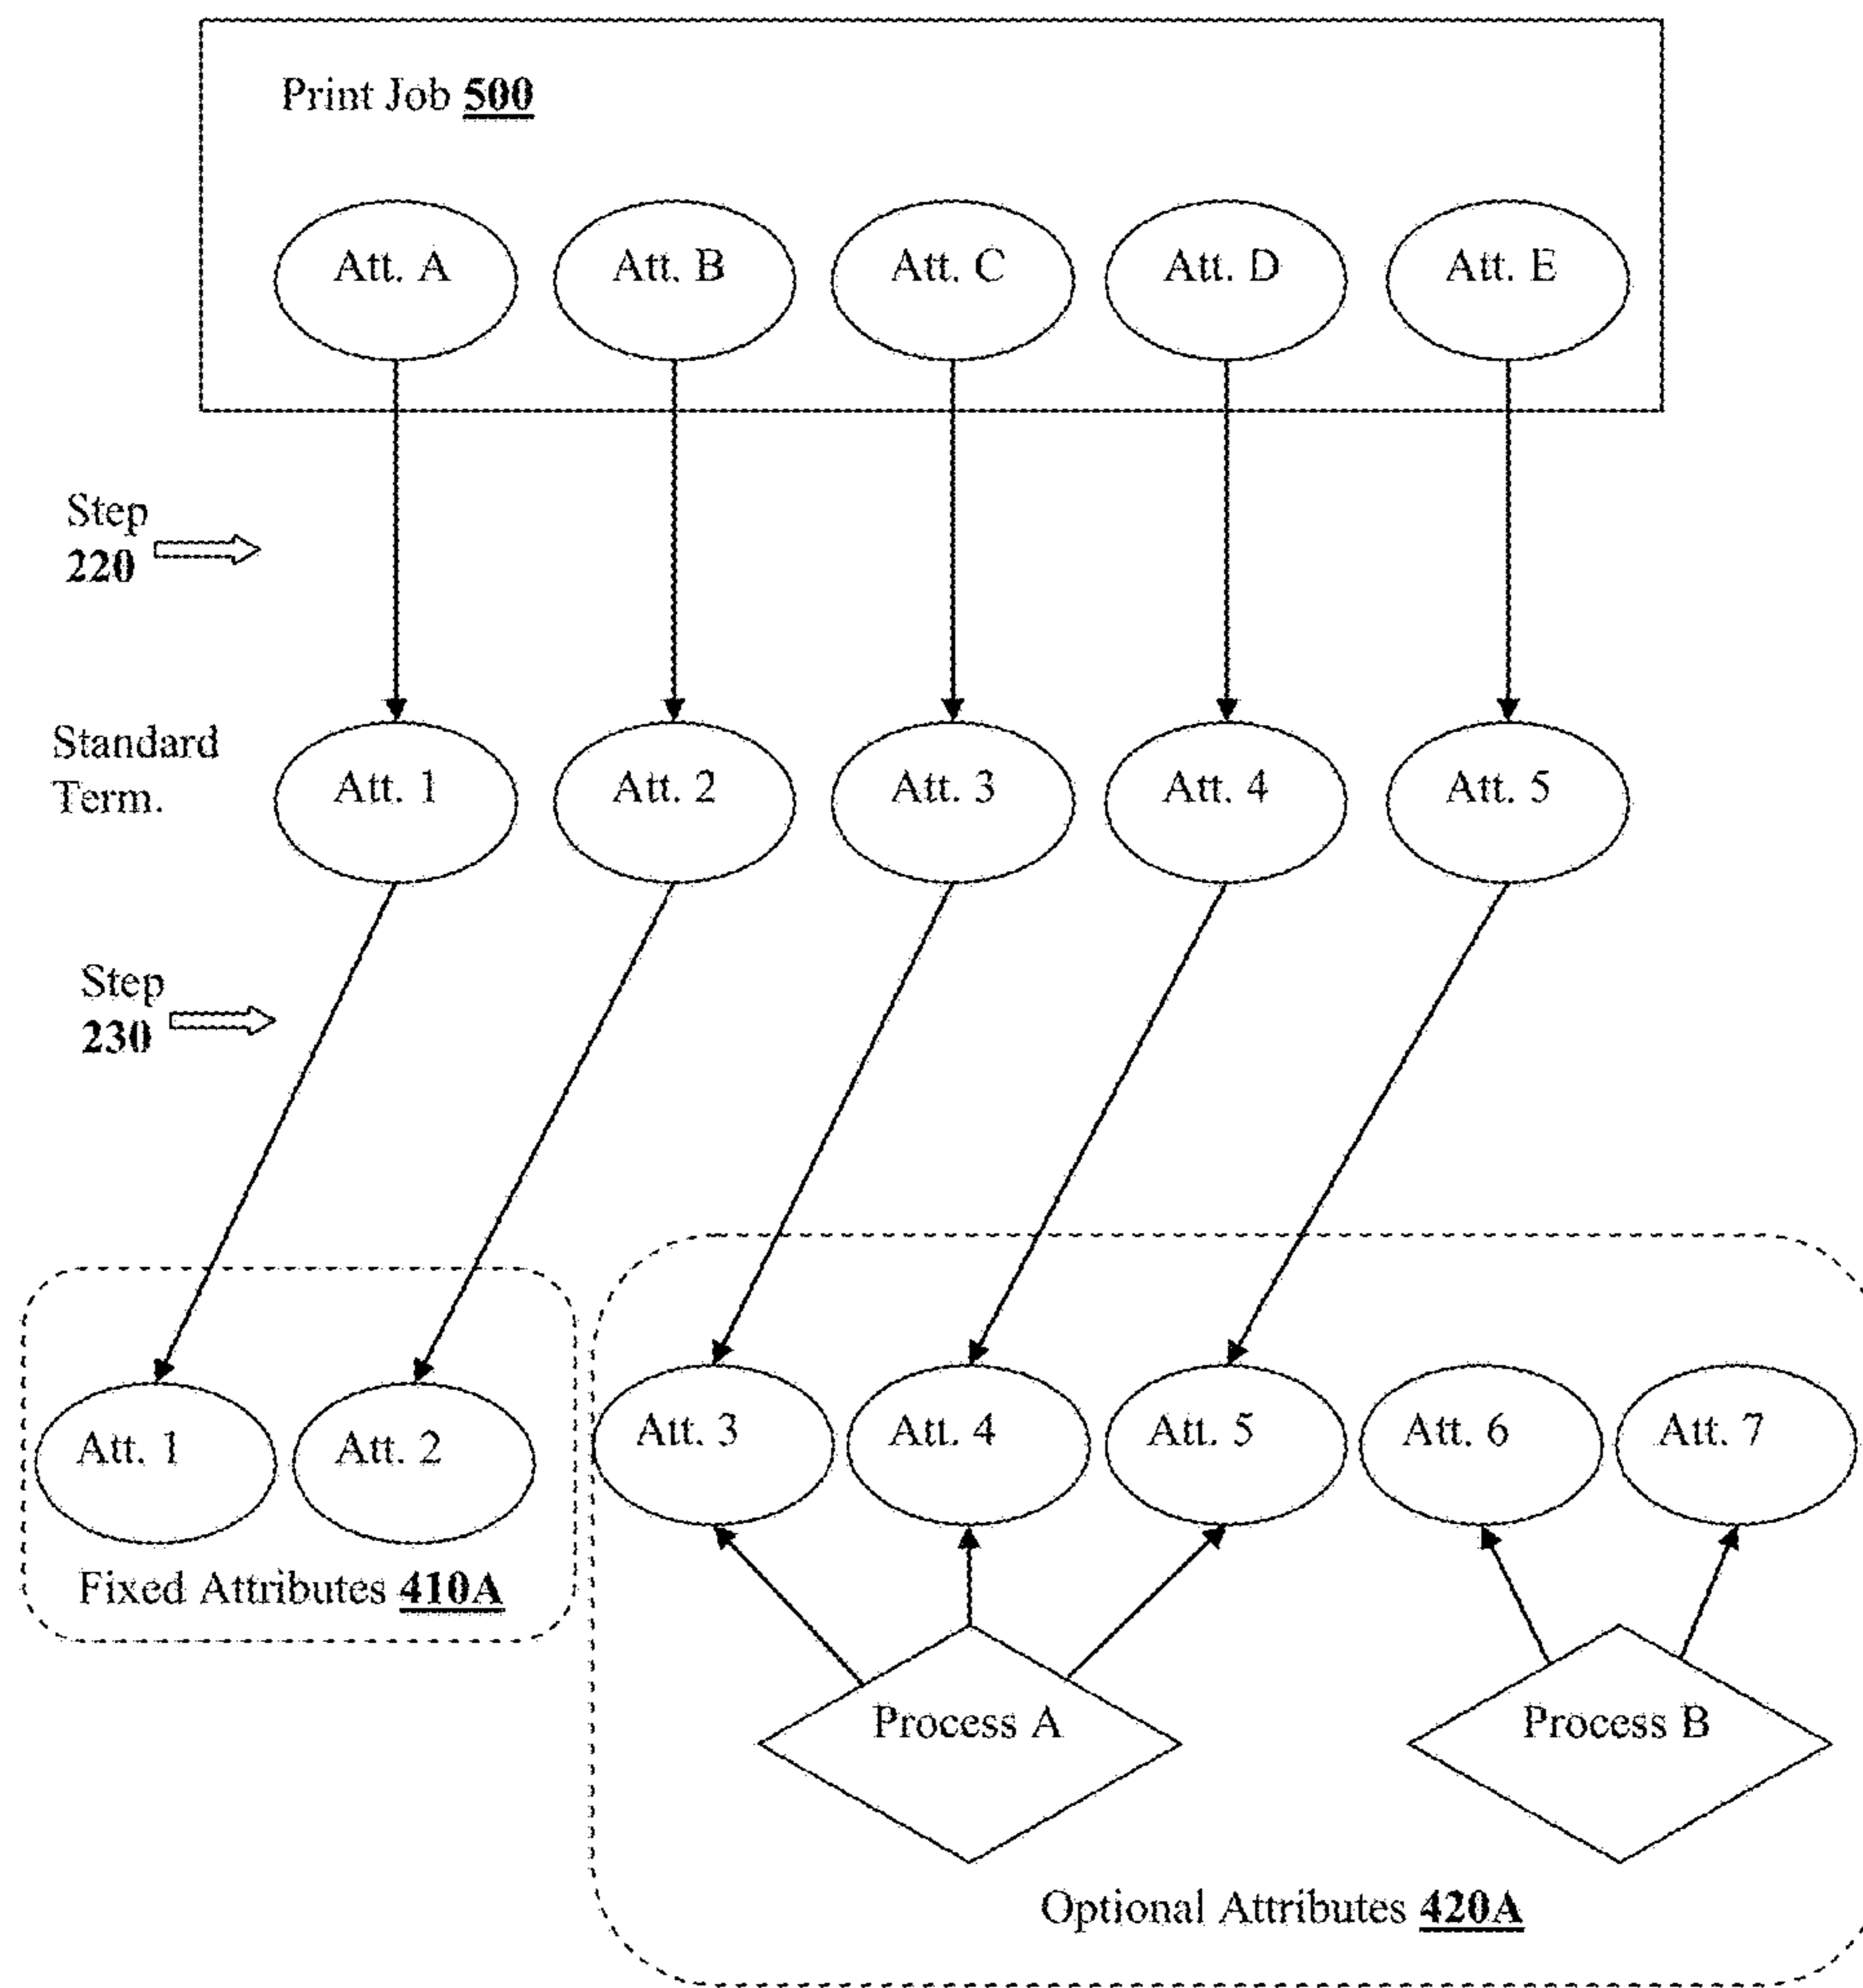 Print Job 500
Att. A
Att. B
Att. C
Att. D
Att. E
Step
220
Standard
Term.
Att. 1
Att. 2
Att. 3
Att. 4
Att. 5
Step
230
Att. 1
Att. 2
Att. 3
Att. 4
Att. 5
Att. 6
Att. 7
Fixed Attributes 410A
Process A
Process B
Optional Attributes 420A